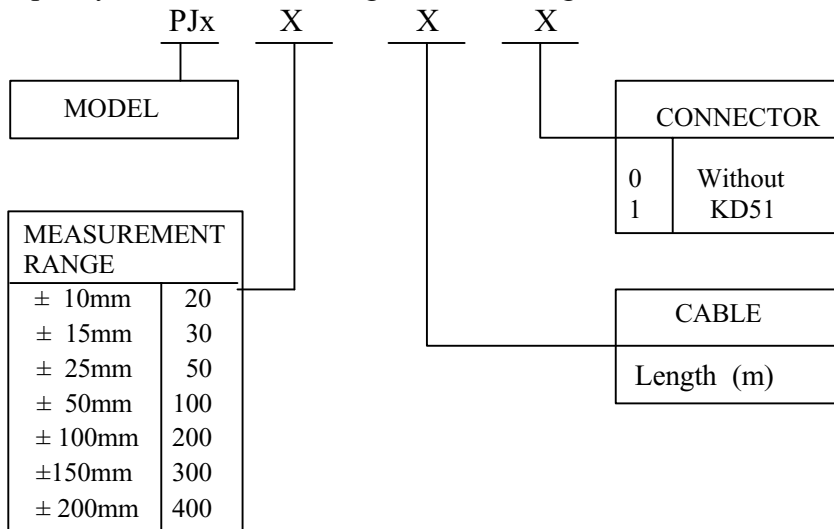 PJx X X X
MODEL
CONNECTOR
0 Without
1 KD51
MEASUREMENT
RANGE
± 10mm 20
± 15mm 30
± 25mm 50
± 50mm 100
± 100mm 200
±150mm 300
± 200mm 400
CABLE
Length (m)